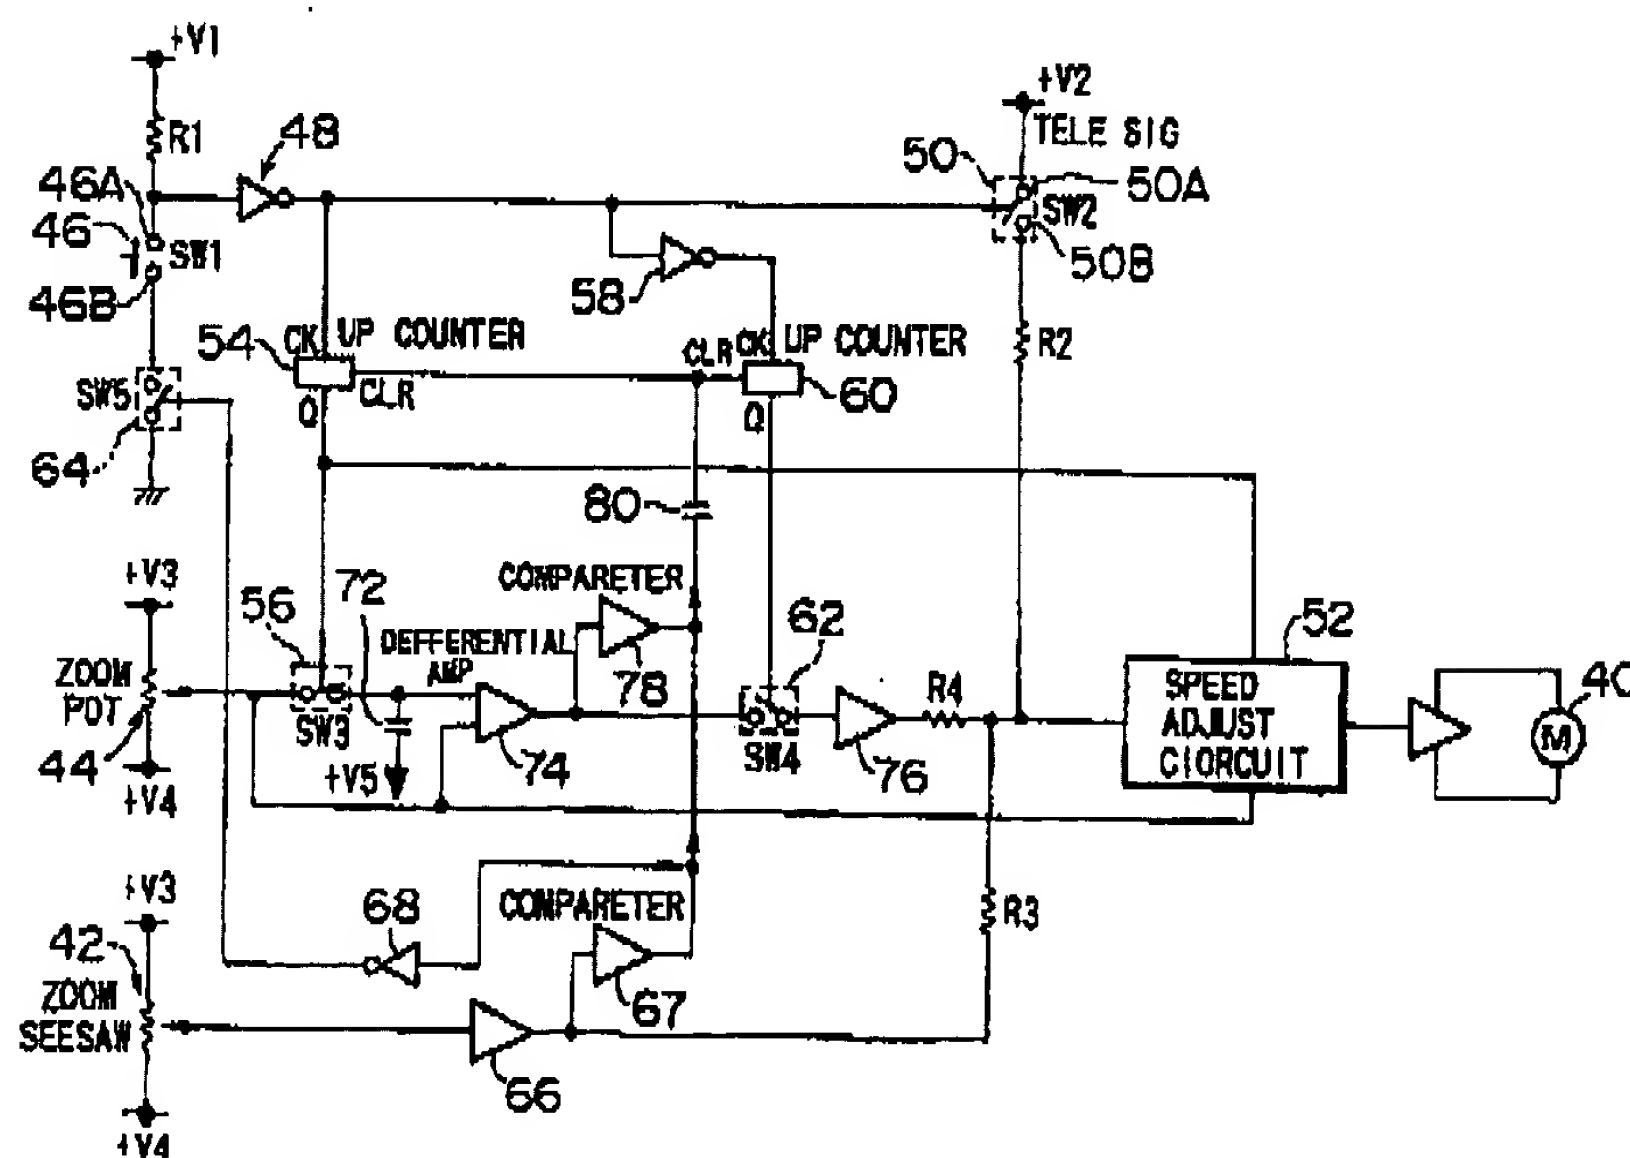 +V1
R1
48
46A
46
SW1
46B
+V2
TELE SIG
50
50A
SW2
50B
58
54
CK UP COUNTER
CLR
Q
CLR
CK UP COUNTER
60
Q
R2
SW5
64
80
+V3
56
72
COMPARETER
62
52
ZOOM
POT
44
+V4
SW3
DEFFERENTIAL
AMP
+V5
74
78
SW4
76
R4
SPEED
ADJUST
CIORCUIT
40
M
+V3
42
68
COMPARETER
67
R3
ZOOM
SEESAW
66
+V4